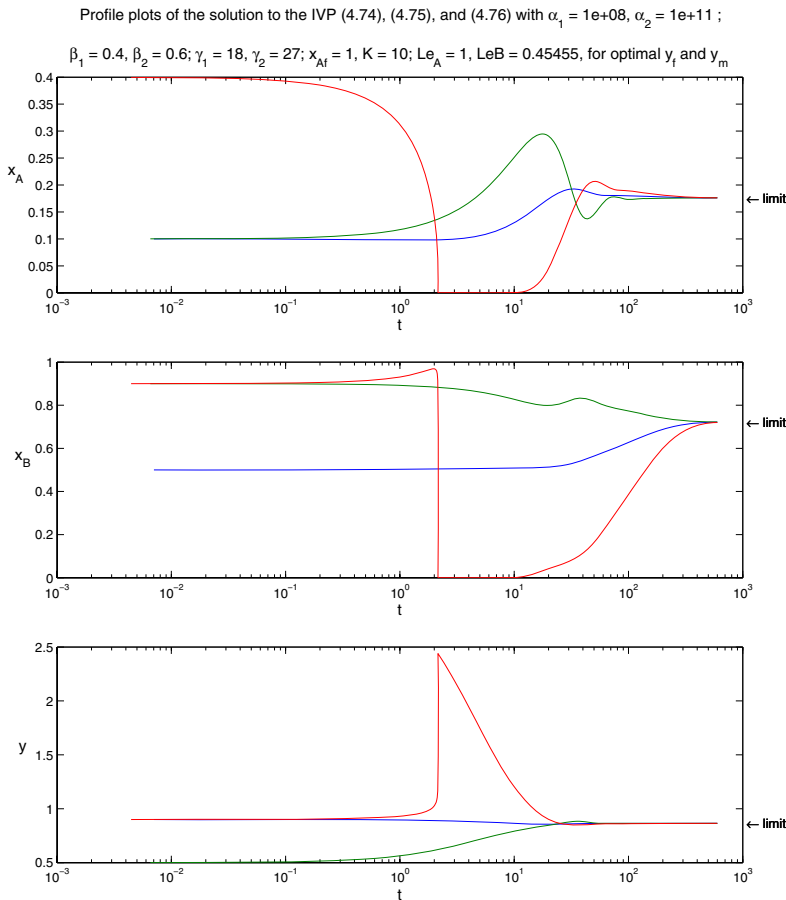 Profile plots of the solution to the IVP (4.74), (4.75), and (4.76) with α₁ = 1e+08, α₂ = 1e+11 ;
β₁ = 0.4, β₂ = 0.6; γ₁ = 18, γ₂ = 27; x_Af = 1, K = 10; Le_A = 1, LeB = 0.45455, for optimal y_f and y_m
0.4
0.35
0.3
0.25
x_A
0.2
← limit
0.15
0.1
0.05
0
10⁻³ 10⁻² 10⁻¹ 10⁰ 10¹ 10² 10³
t
1
0.8
← limit
0.6
x_B
0.4
0.2
0
10⁻³ 10⁻² 10⁻¹ 10⁰ 10¹ 10² 10³
t
2.5
2
y
1.5
1
← limit
0.5
10⁻³ 10⁻² 10⁻¹ 10⁰ 10¹ 10² 10³
t